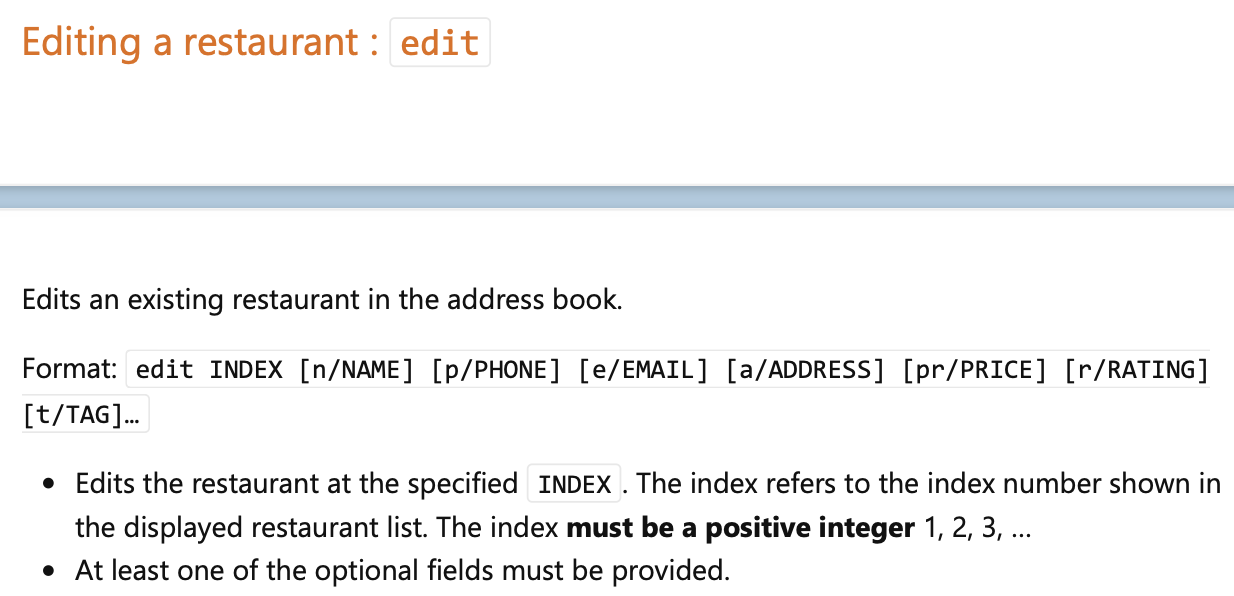 Editing a restaurant : edit
Edits an existing restaurant in the address book.
Format: edit INDEX [n/NAME] [p/PHONE] [e/EMAIL] [a/ADDRESS] [pr/PRICE] [r/RATING]
[t/TAG]…
• Edits the restaurant at the specified INDEX. The index refers to the index number shown in
the displayed restaurant list. The index must be a positive integer 1, 2, 3, …
• At least one of the optional fields must be provided.